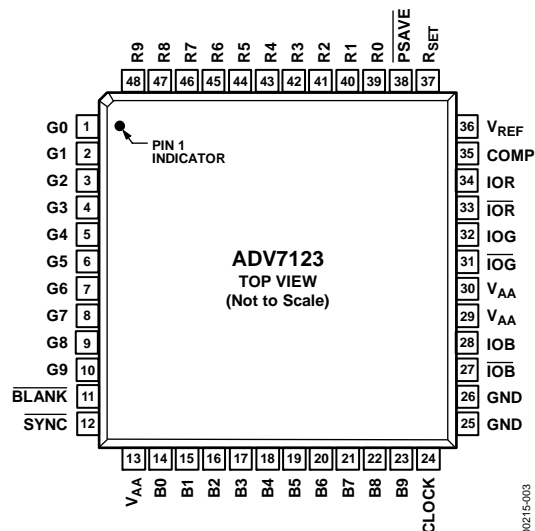 R9 R8 R7 R6 R5 R4 R3 R2 R1 R0 PSAVE RSET
48 47 46 45 44 43 42 41 40 39 38 37
G0 1
G1 2
G2 3
G3 4
G4 5
G5 6
G6 7
G7 8
G8 9
G9 10
BLANK 11
SYNC 12
PIN 1
INDICATOR
ADV7123
TOP VIEW
(Not to Scale)
36 VREF
35 COMP
34 IOR
33 IOR
32 IOG
31 IOG
30 VAA
29 VAA
28 IOB
27 IOB
26 GND
25 GND
13 14 15 16 17 18 19 20 21 22 23 24
VAA B0 B1 B2 B3 B4 B5 B6 B7 B8 B9 CLOCK
00215-003